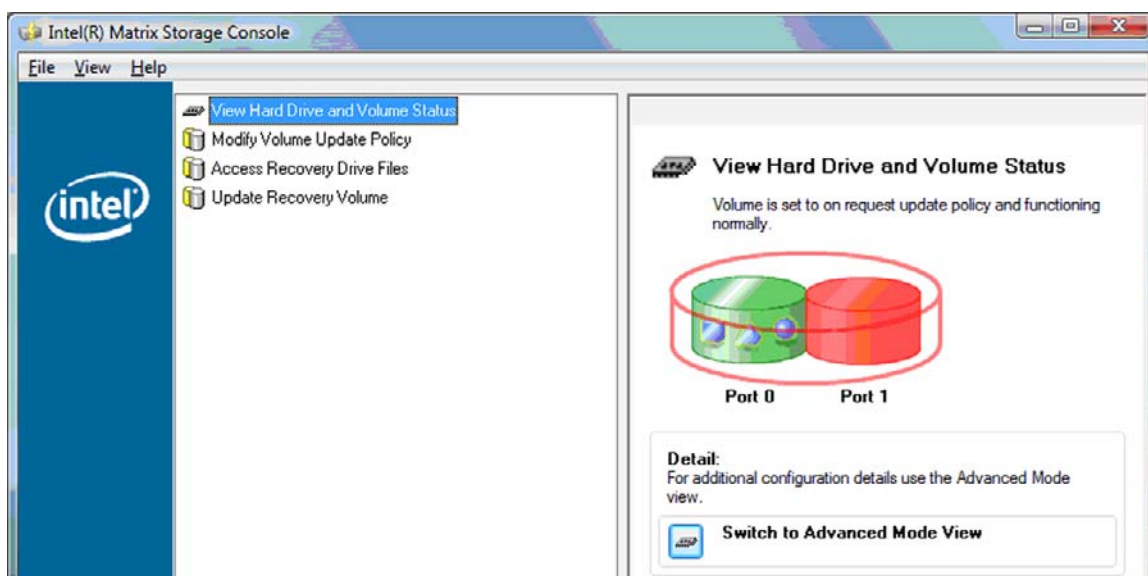 Intel(R) Matrix Storage Console
File View Help
intel
View Hard Drive and Volume Status
Modify Volume Update Policy
Access Recovery Drive Files
Update Recovery Volume
View Hard Drive and Volume Status
Volume is set to on request update policy and functioning
normally.
Port 0 Port 1
Detail:
For additional configuration details use the Advanced Mode
view.
Switch to Advanced Mode View